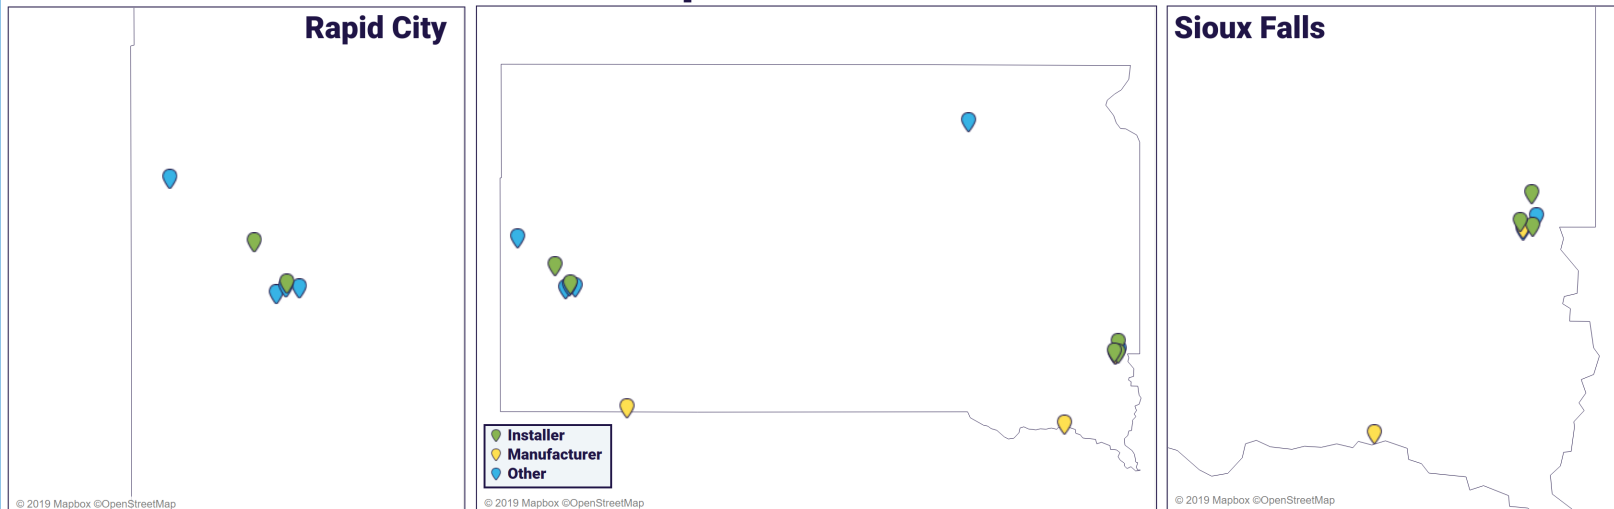 Rapid City
© 2019 Mapbox ©OpenStreetMap
Installer
Manufacturer
Other
© 2019 Mapbox ©OpenStreetMap
Sioux Falls
© 2019 Mapbox ©OpenStreetMap